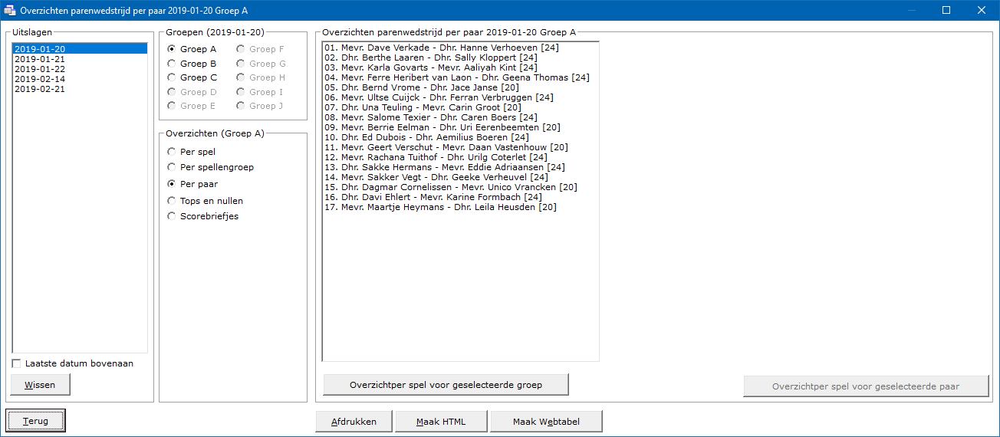 Overzichten parenwedstrijd per paar 2019-01-20 Groep A
Uitslagen
2019-01-20
2019-01-21
2019-01-22
2019-02-14
2019-02-21
Laatste datum bovenaan
Wissen
Terug
Groepen (2019-01-20)
Groep A
Groep B
Groep C
Groep D
Groep E
Groep F
Groep G
Groep H
Groep I
Groep J
Overzichten (Groep A)
Per spel
Per spellengroep
Per paar
Tops en nullen
Scorebriefjes
Overzichten parenwedstrijd per paar 2019-01-20 Groep A
01. Mevr. Dave Verkade - Dhr. Hanne Verhoeven [24]
02. Dhr. Berthe Laaren - Dhr. Sally Kloppert [24]
03. Mevr. Karla Govarts - Mevr. Aaliyah Kint [24]
04. Mevr. Ferre Heribert van Laon - Dhr. Geena Thomas [24]
05. Dhr. Bernd Vrome - Dhr. Jace Janse [20]
06. Mevr. Ultse Cuijck - Dhr. Ferran Verbruggen [24]
07. Dhr. Una Teuling - Mevr. Carin Groot [20]
08. Mevr. Salome Texier - Dhr. Caren Boers [24]
09. Mevr. Berrie Eelman - Dhr. Uri Eerenbeemten [20]
10. Dhr. Ed Dubois - Dhr. Aemilius Boeren [24]
11. Mevr. Geert Verschut - Mevr. Daan Vastenhouw [20]
12. Mevr. Rachana Tuithof - Dhr. Urilg Coterlet [24]
13. Dhr. Sakke Hermans - Mevr. Eddie Adriaansen [24]
14. Mevr. Sakker Vegt - Dhr. Geeke Verheuvel [24]
15. Dhr. Dagmar Cornelissen - Mevr. Unico Vrancken [20]
16. Dhr. Davi Ehlert - Mevr. Karine Formbach [24]
17. Mevr. Maartje Heymans - Dhr. Leila Heusden [20]
Overzichtper spel voor geselecteerde groep
Overzichtper spel voor geselecteerde paar
Afdrukken
Maak HTML
Maak Webtabel